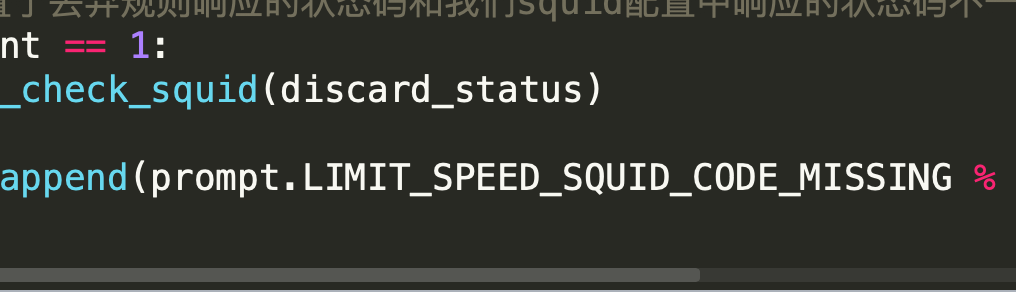 置了丢弃规则响应的状态码和我们squid配置中响应的状态码不一
nt == 1:
_check_squid(discard_status)
append(prompt.LIMIT_SPEED_SQUID_CODE_MISSING %